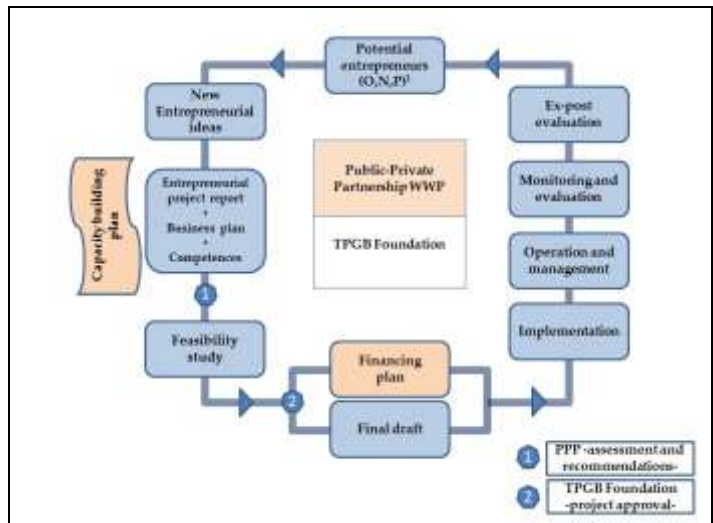 Potential
entrepreneurs
(O,N,P)¹
New
Entrepreneurial
ideas
Ex-post
evaluation
Capacity building
plan
Entrepreneurial
project report
+
Business plan
+
Competences
Public-Private
Partnership WWP
TPGB Foundation
Monitoring and
evaluation
Operation and
management
1
Feasibility
study
Implementation
Financing
plan
2
Final draft
1 PPP -assessment and
recommendations-
2 TPGB Foundation
-project approval-